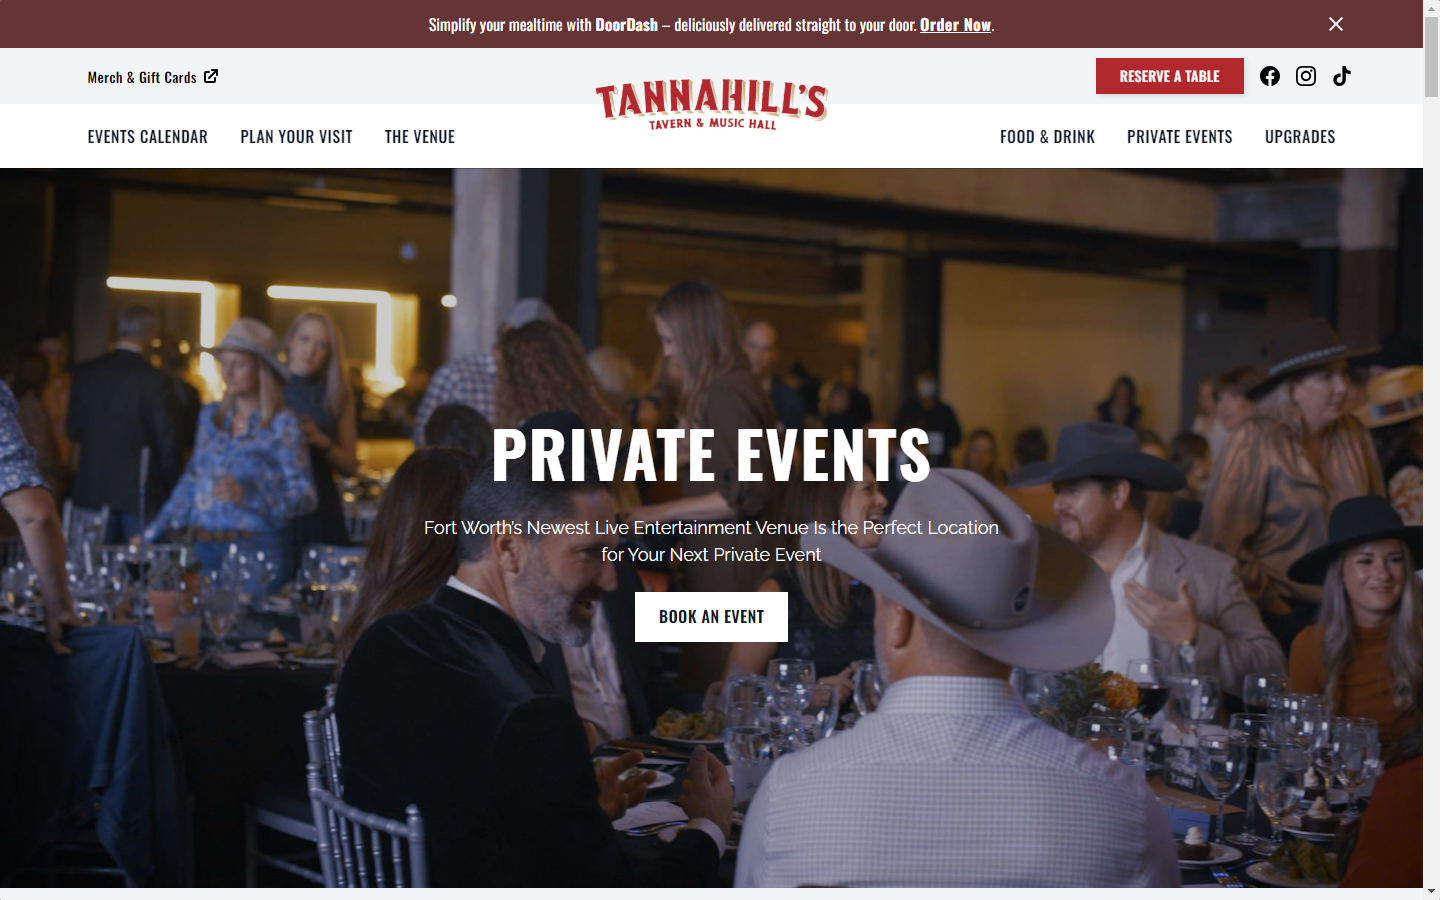 Simplify your mealtime with DoorDash – deliciously delivered straight to your door. Order Now.
Merch & Gift Cards
RESERVE A TABLE
TANNAHILL'S
TAVERN & MUSIC HALL
EVENTS CALENDAR
PLAN YOUR VISIT
THE VENUE
FOOD & DRINK
PRIVATE EVENTS
UPGRADES
PRIVATE EVENTS
Fort Worth's Newest Live Entertainment Venue Is the Perfect Location
for Your Next Private Event
BOOK AN EVENT